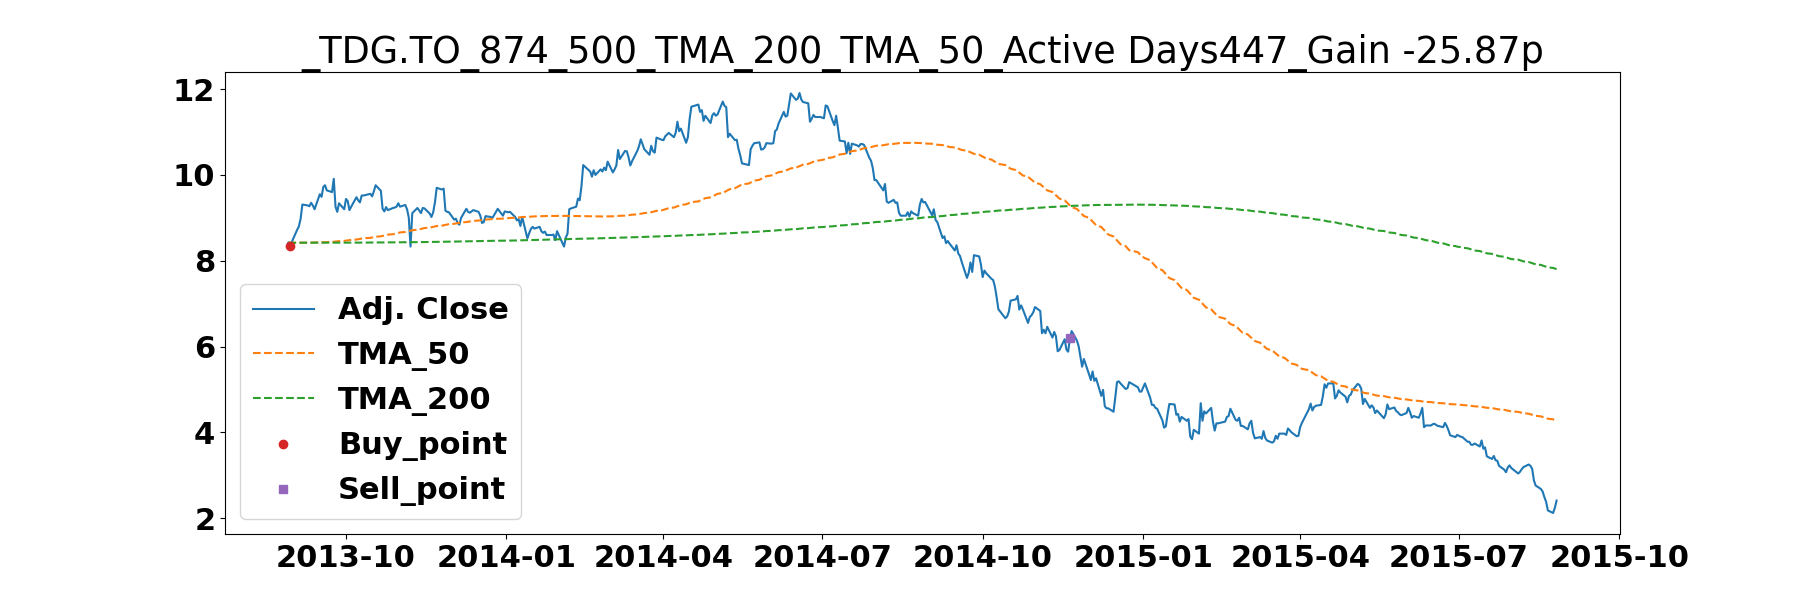 _TDG.TO_874_500_TMA_200_TMA_50_Active Days447_Gain -25.87p
12
10
8
6
4
2
Adj. Close
TMA_50
TMA_200
Buy_point
Sell_point
2013-10 2014-01 2014-04 2014-07 2014-10 2015-01 2015-04 2015-07 2015-10